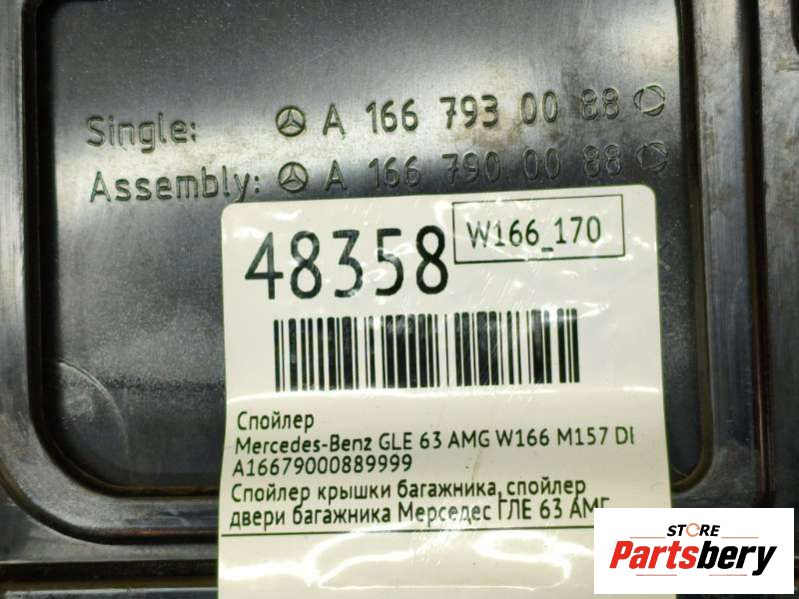 Single: A 166 793 00 88
Assembly: A 166 790 00 88
48358
W166_170
Спойлер
Mercedes-Benz GLE 63 AMG W166 M157
A16679000889999
Спойлер крышки багажника, спойлер
двери багажника Мерседес ГЛЕ 63 АМГ
STORE
Partsbery